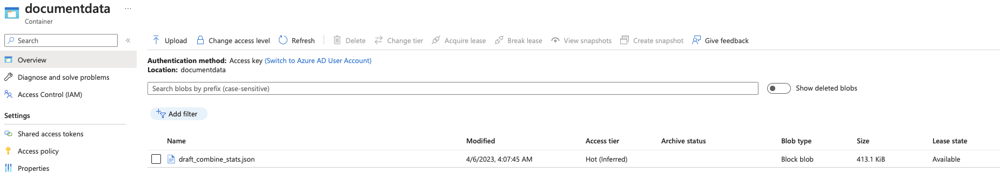 documentdata ...
Container
Search «
Overview
Diagnose and solve problems
Access Control (IAM)
Settings
Shared access tokens
Access policy
Properties
Upload Change access level Refresh Delete Change tier Acquire lease Break lease View snapshots Create snapshot Give feedback
Authentication method: Access key (Switch to Azure AD User Account)
Location: documentdata
Search blobs by prefix (case-sensitive) Show deleted blobs
Add filter
Name Modified Access tier Archive status Blob type Size Lease state
draft_combine_stats.json 4/6/2023, 4:07:45 AM Hot (Inferred) Block blob 413.1 KiB Available